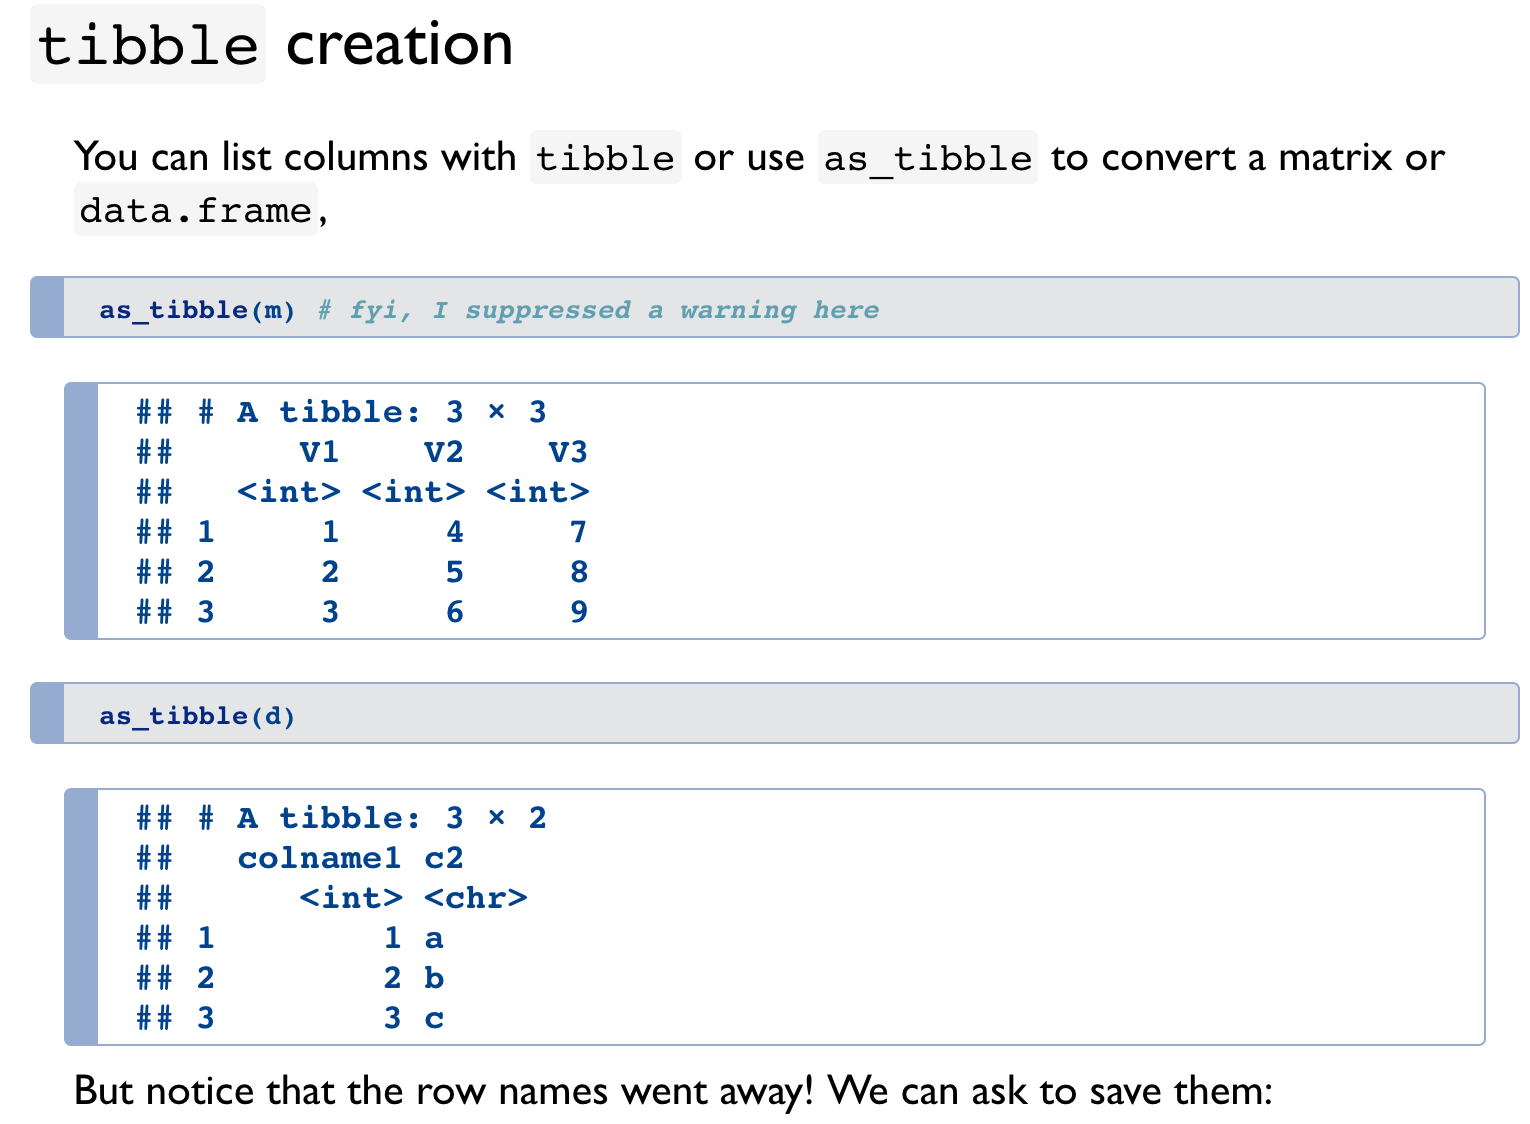 tibble creation
You can list columns with tibble or use as_tibble to convert a matrix or
data.frame,
as_tibble(m) # fyi, I suppressed a warning here
## # A tibble: 3 × 3
##      V1    V2    V3
##   <int> <int> <int>
## 1     1     4     7
## 2     2     5     8
## 3     3     6     9
as_tibble(d)
## # A tibble: 3 × 2
##   colname1 c2
##      <int> <chr>
## 1        1 a
## 2        2 b
## 3        3 c
But notice that the row names went away! We can ask to save them: